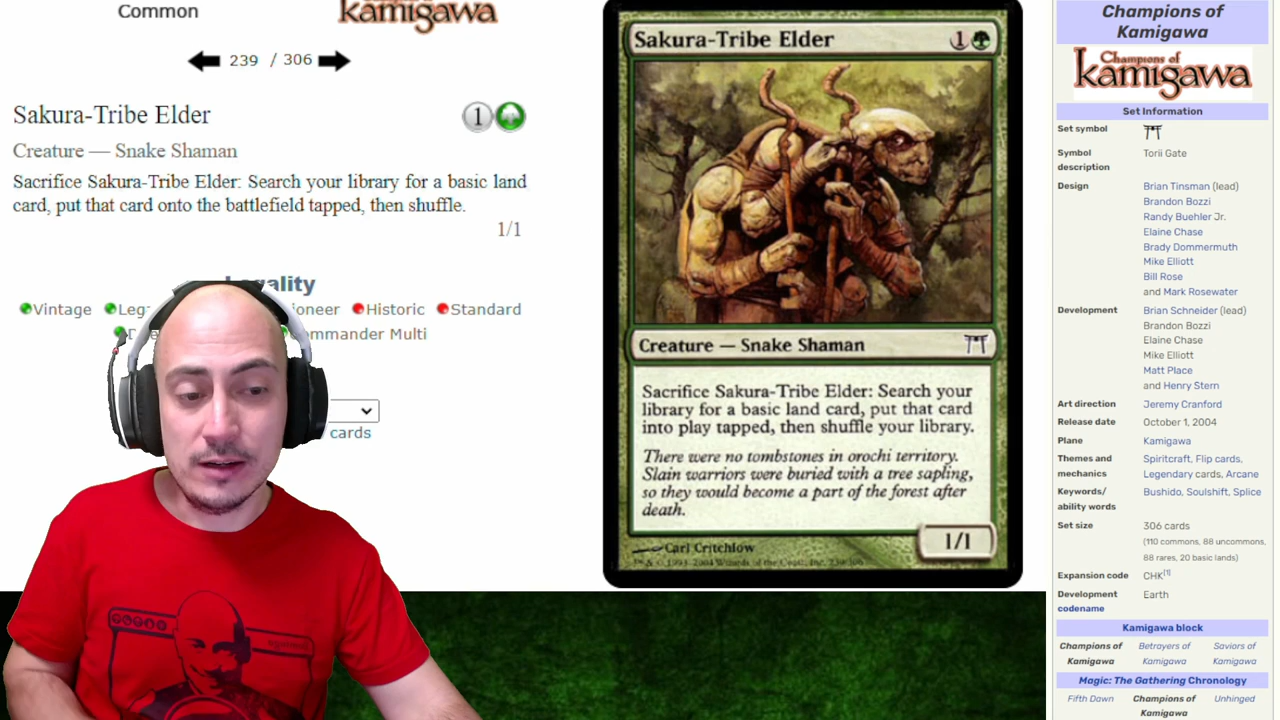 Common
kamigawa
239 / 306
Sakura-Tribe Elder
1
Creature — Snake Shaman
Sacrifice Sakura-Tribe Elder: Search your library for a basic land
card, put that card onto the battlefield tapped, then shuffle.
1/1
Vintage
Historic
Standard
Commander Multi
cards
Sakura-Tribe Elder
1
Creature — Snake Shaman
Sacrifice Sakura-Tribe Elder: Search your
library for a basic land card, put that card
into play tapped, then shuffle your library.
There were no tombstones in orochi territory.
Slain warriors were buried with a tree sapling,
so they would become a part of the forest after
death.
1/1
Carl Critchlow
Champions of
Kamigawa
Champions of
kamigawa
Set Information
Set symbol
Symbol
description
Torii Gate
Design
Brian Tinsman (lead)
Brandon Bozzi
Randy Buehler Jr.
Elaine Chase
Brady Dommermuth
Mike Elliott
Bill Rose
and Mark Rosewater
Development
Brian Schneider (lead)
Brandon Bozzi
Elaine Chase
Mike Elliott
Matt Place
and Henry Stern
Art direction
Jeremy Cranford
Release date
October 1, 2004
Plane
Kamigawa
Themes and
mechanics
Spiritcraft, Flip cards,
Legendary cards, Arcane
Keywords/
ability words
Bushido, Soulshift, Splice
Set size
306 cards
(110 commons, 88 uncommons,
88 rares, 20 basic lands)
Expansion code
CHK[1]
Development
codename
Earth
Kamigawa block
Champions of
Kamigawa
Betrayers of
Kamigawa
Saviors of
Kamigawa
Magic: The Gathering Chronology
Fifth Dawn
Champions of
Kamigawa
Unhinged